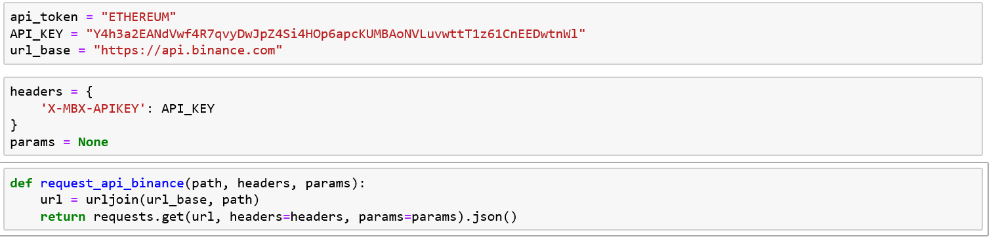 api_token = "ETHEREUM"
API_KEY = "Y4h3a2EANdVwf4R7qvyDwJpZ4Si4HOp6apcKUMBAoNVLuvwttT1z61CnEEDwtnWl"
url_base = "https://api.binance.com"
headers = {
    'X-MBX-APIKEY': API_KEY
}
params = None
def request_api_binance(path, headers, params):
    url = urljoin(url_base, path)
    return requests.get(url, headers=headers, params=params).json()